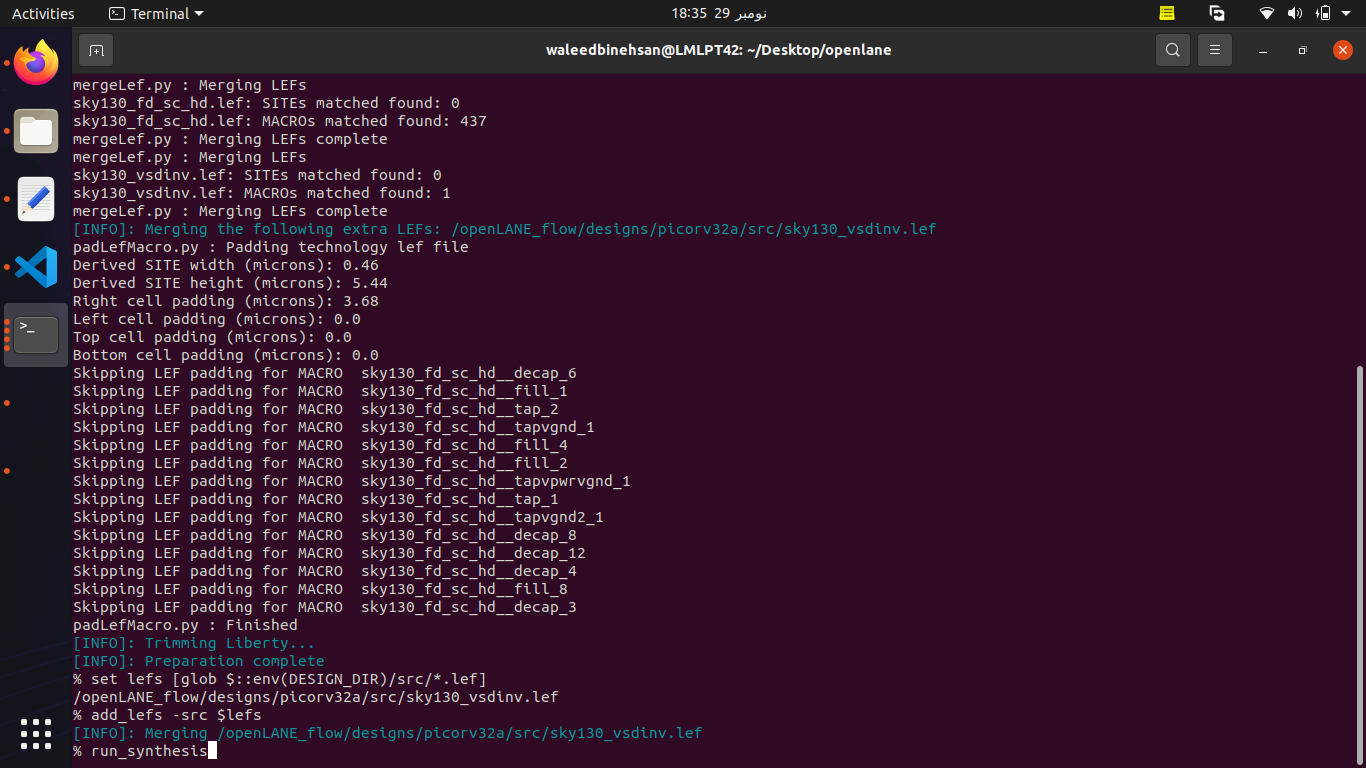 Activities
Terminal
18:35 29 نومبر
waleedbinehsan@LMLPT42: ~/Desktop/openlane
mergeLef.py : Merging LEFs
sky130_fd_sc_hd.lef: SITEs matched found: 0
sky130_fd_sc_hd.lef: MACROs matched found: 437
mergeLef.py : Merging LEFs complete
mergeLef.py : Merging LEFs
sky130_vsdinv.lef: SITEs matched found: 0
sky130_vsdinv.lef: MACROs matched found: 1
mergeLef.py : Merging LEFs complete
[INFO]: Merging the following extra LEFs: /openLANE_flow/designs/picorv32a/src/sky130_vsdinv.lef
padLefMacro.py : Padding technology lef file
Derived SITE width (microns): 0.46
Derived SITE height (microns): 5.44
Right cell padding (microns): 3.68
Left cell padding (microns): 0.0
Top cell padding (microns): 0.0
Bottom cell padding (microns): 0.0
Skipping LEF padding for MACRO  sky130_fd_sc_hd__decap_6
Skipping LEF padding for MACRO  sky130_fd_sc_hd__fill_1
Skipping LEF padding for MACRO  sky130_fd_sc_hd__tap_2
Skipping LEF padding for MACRO  sky130_fd_sc_hd__tapvgnd_1
Skipping LEF padding for MACRO  sky130_fd_sc_hd__fill_4
Skipping LEF padding for MACRO  sky130_fd_sc_hd__fill_2
Skipping LEF padding for MACRO  sky130_fd_sc_hd__tapvpwrvgnd_1
Skipping LEF padding for MACRO  sky130_fd_sc_hd__tap_1
Skipping LEF padding for MACRO  sky130_fd_sc_hd__tapvgnd2_1
Skipping LEF padding for MACRO  sky130_fd_sc_hd__decap_8
Skipping LEF padding for MACRO  sky130_fd_sc_hd__decap_12
Skipping LEF padding for MACRO  sky130_fd_sc_hd__decap_4
Skipping LEF padding for MACRO  sky130_fd_sc_hd__fill_8
Skipping LEF padding for MACRO  sky130_fd_sc_hd__decap_3
padLefMacro.py : Finished
[INFO]: Trimming Liberty...
[INFO]: Preparation complete
% set lefs [glob $::env(DESIGN_DIR)/src/*.lef]
/openLANE_flow/designs/picorv32a/src/sky130_vsdinv.lef
% add_lefs -src $lefs
[INFO]: Merging /openLANE_flow/designs/picorv32a/src/sky130_vsdinv.lef
% run_synthesis